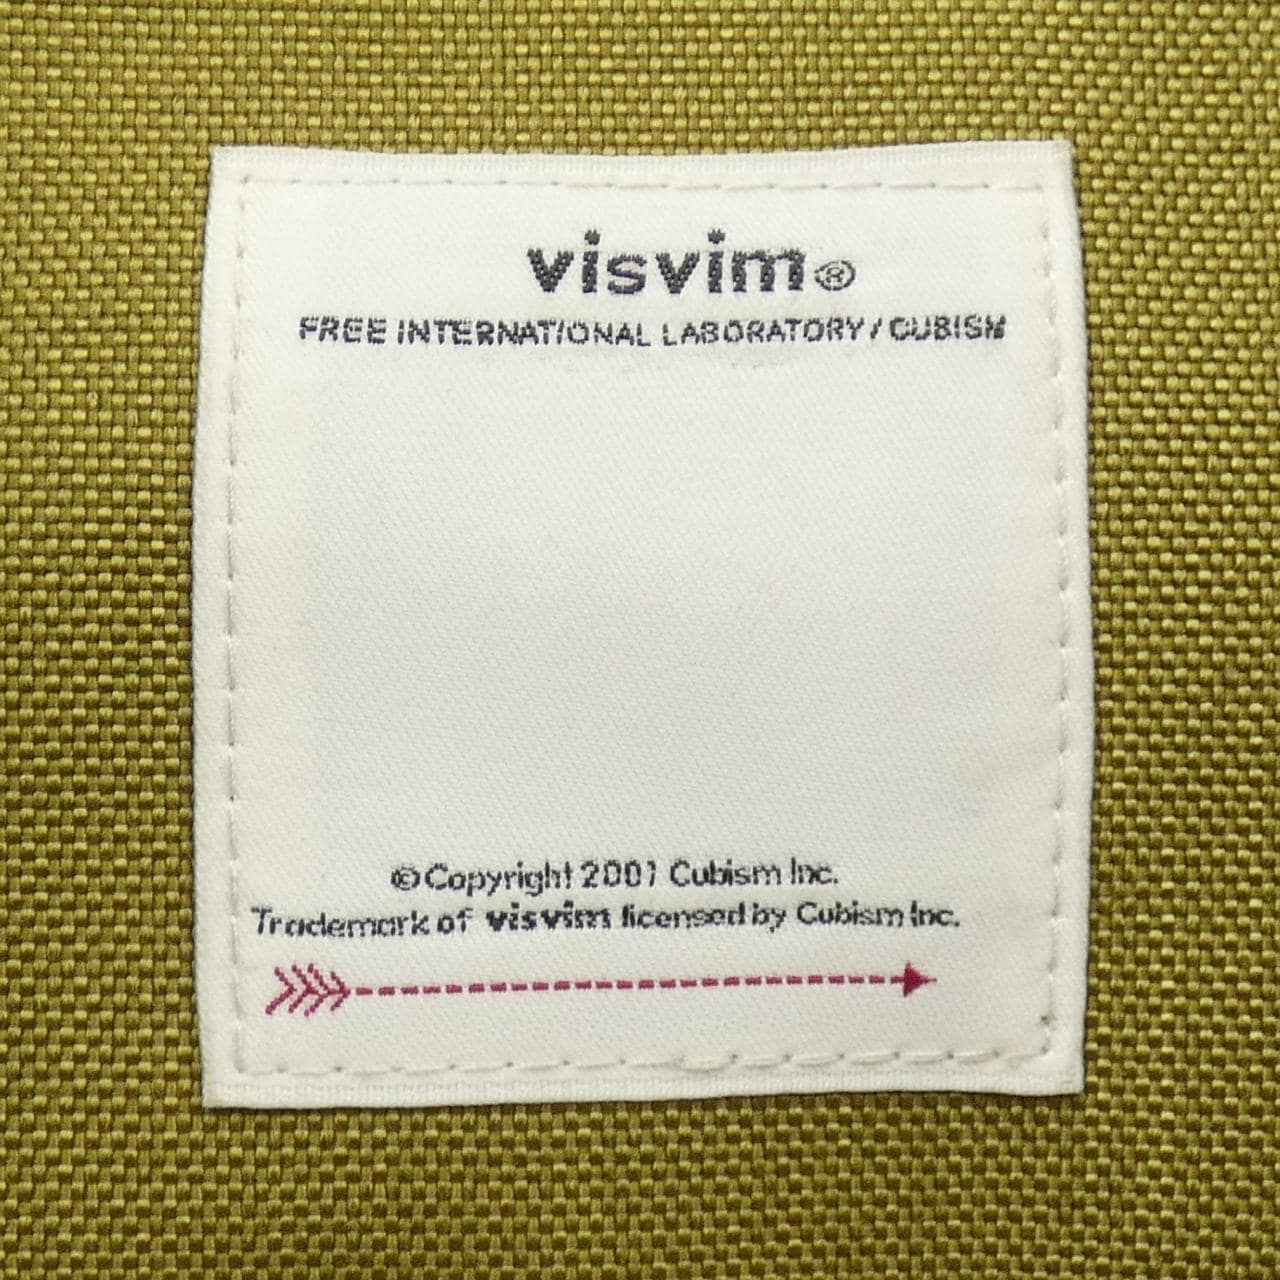 visvim®
FREE INTERNATIONAL LABORATORY / CUBISM
©Copyright 2001 Cubism Inc.
Trademark of visvim licensed by Cubism Inc.